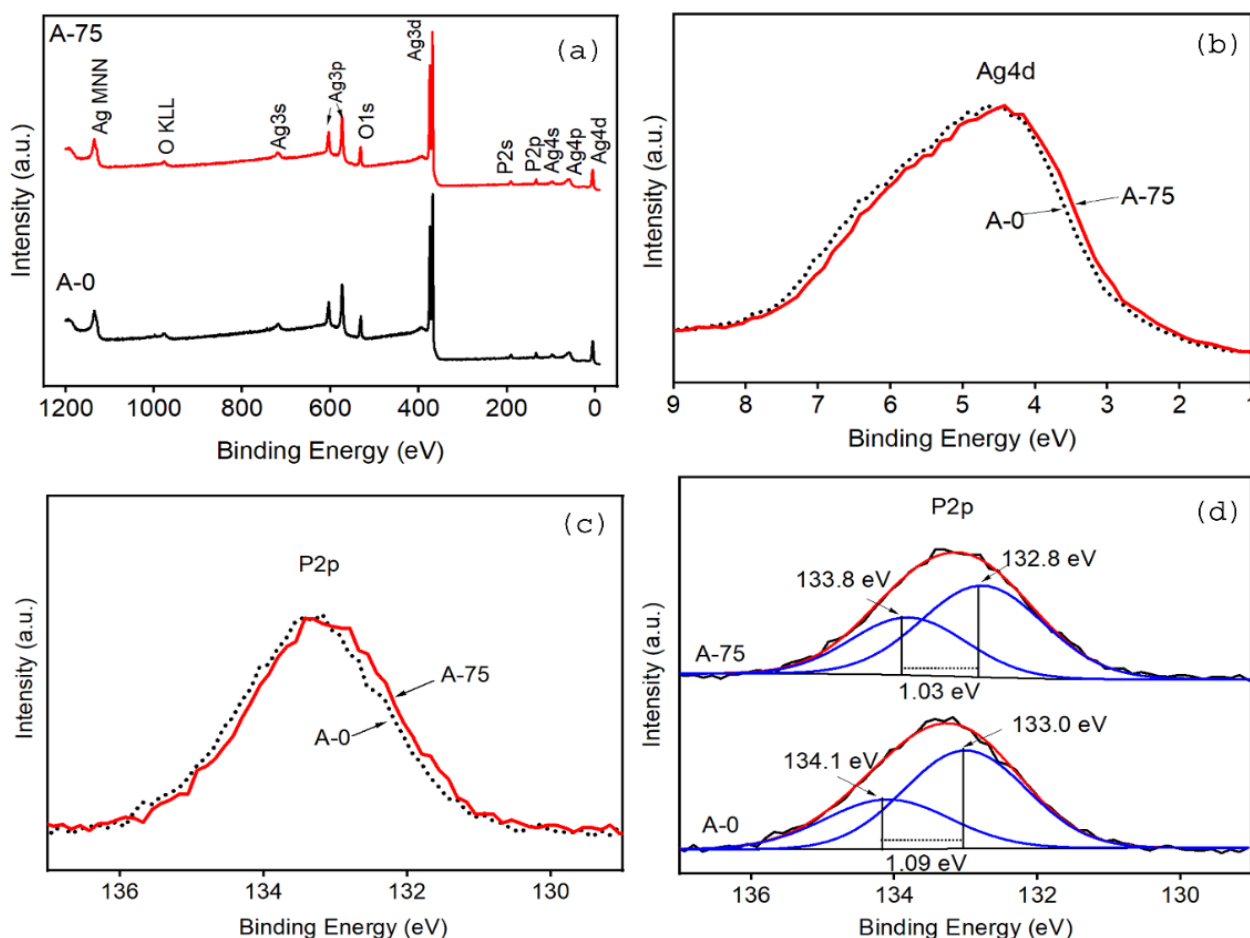 A-75
(a)
Ag MNN
O KLL
Ag3s
Ag3p
O1s
Ag3d
P2s
P2p
Ag4s
Ag4p
Ag4d
A-0
Intensity (a.u.)
1200 1000 800 600 400 200 0
Binding Energy (eV)
(b)
Ag4d
A-75
A-0
Intensity (a.u.)
9 8 7 6 5 4 3 2 1
Binding Energy (eV)
(c)
P2p
A-75
A-0
Intensity (a.u.)
136 134 132 130
Binding Energy (eV)
(d)
P2p
132.8 eV
133.8 eV
A-75
1.03 eV
133.0 eV
134.1 eV
A-0
1.09 eV
Intensity (a.u.)
136 134 132 130
Binding Energy (eV)